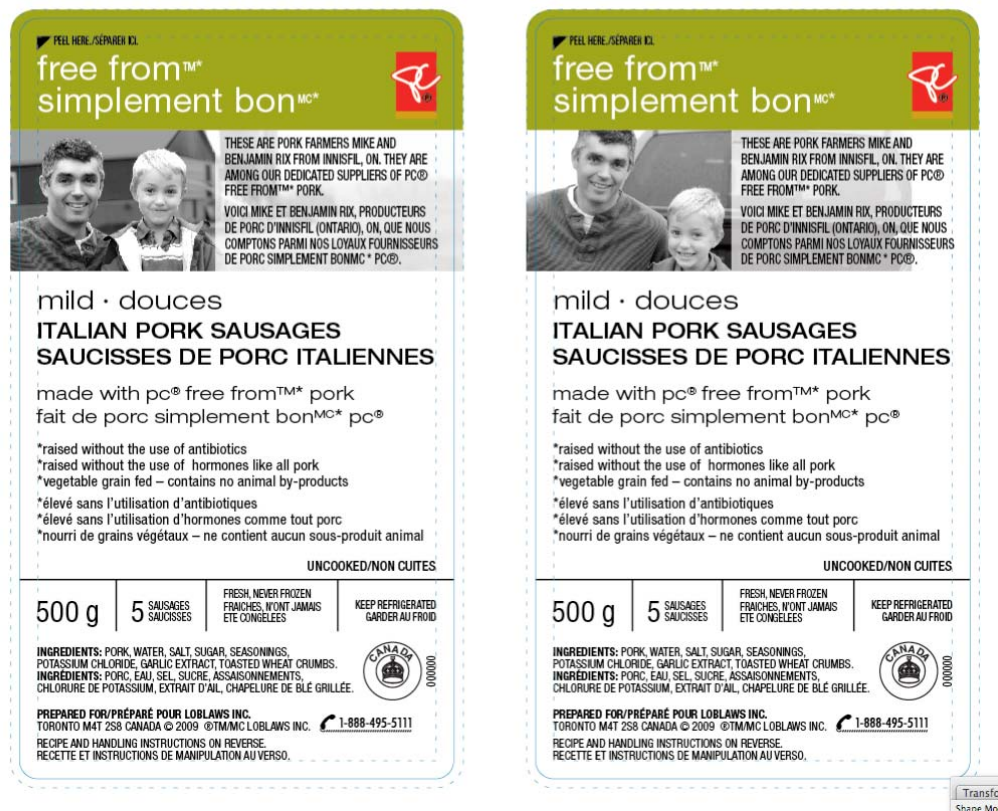 PEEL HERE./SÉPARER ICI.
free from™*
simplement bonMC*
THESE ARE PORK FARMERS MIKE AND
BENJAMIN RIX FROM INNISFIL, ON. THEY ARE
AMONG OUR DEDICATED SUPPLIERS OF PC®
FREE FROM™* PORK.
VOICI MIKE ET BENJAMIN RIX, PRODUCTEURS
DE PORC D'INNISFIL (ONTARIO), ON, QUE NOUS
COMPTONS PARMI NOS LOYAUX FOURNISSEURS
DE PORC SIMPLEMENT BONMC * PC®.
mild · douces
ITALIAN PORK SAUSAGES
SAUCISSES DE PORC ITALIENNES
made with pc® free from™* pork
fait de porc simplement bonMC* pc®
*raised without the use of antibiotics
*raised without the use of hormones like all pork
*vegetable grain fed – contains no animal by-products
*élevé sans l'utilisation d'antibiotiques
*élevé sans l'utilisation d'hormones comme tout porc
*nourri de grains végétaux – ne contient aucun sous-produit animal
UNCOOKED/NON CUITES
500 g
5 SAUSAGES
SAUCISSES
FRESH, NEVER FROZEN
FRAICHES, N'ONT JAMAIS
ETE CONGELEES
KEEP REFRIGERATED
GARDER AU FROID
INGREDIENTS: PORK, WATER, SALT, SUGAR, SEASONINGS,
POTASSIUM CHLORIDE, GARLIC EXTRACT, TOASTED WHEAT CRUMBS.
INGRÉDIENTS: PORC, EAU, SEL, SUCRE, ASSAISONNEMENTS,
CHLORURE DE POTASSIUM, EXTRAIT D'AIL, CHAPELURE DE BLÉ GRILLÉE.
CANADA
000000
PREPARED FOR/PRÉPARÉ POUR LOBLAWS INC.
TORONTO M4T 2S8 CANADA © 2009 ®TM/MC LOBLAWS INC.
1-888-495-5111
RECIPE AND HANDLING INSTRUCTIONS ON REVERSE.
RECETTE ET INSTRUCTIONS DE MANIPULATION AU VERSO.
PEEL HERE./SÉPARER ICI.
free from™*
simplement bonMC*
THESE ARE PORK FARMERS MIKE AND
BENJAMIN RIX FROM INNISFIL, ON. THEY ARE
AMONG OUR DEDICATED SUPPLIERS OF PC®
FREE FROM™* PORK.
VOICI MIKE ET BENJAMIN RIX, PRODUCTEURS
DE PORC D'INNISFIL (ONTARIO), ON, QUE NOUS
COMPTONS PARMI NOS LOYAUX FOURNISSEURS
DE PORC SIMPLEMENT BONMC * PC®.
mild · douces
ITALIAN PORK SAUSAGES
SAUCISSES DE PORC ITALIENNES
made with pc® free from™* pork
fait de porc simplement bonMC* pc®
*raised without the use of antibiotics
*raised without the use of hormones like all pork
*vegetable grain fed – contains no animal by-products
*élevé sans l'utilisation d'antibiotiques
*élevé sans l'utilisation d'hormones comme tout porc
*nourri de grains végétaux – ne contient aucun sous-produit animal
UNCOOKED/NON CUITES
500 g
5 SAUSAGES
SAUCISSES
FRESH, NEVER FROZEN
FRAICHES, N'ONT JAMAIS
ETE CONGELEES
KEEP REFRIGERATED
GARDER AU FROID
INGREDIENTS: PORK, WATER, SALT, SUGAR, SEASONINGS,
POTASSIUM CHLORIDE, GARLIC EXTRACT, TOASTED WHEAT CRUMBS.
INGRÉDIENTS: PORC, EAU, SEL, SUCRE, ASSAISONNEMENTS,
CHLORURE DE POTASSIUM, EXTRAIT D'AIL, CHAPELURE DE BLÉ GRILLÉE.
CANADA
000000
PREPARED FOR/PRÉPARÉ POUR LOBLAWS INC.
TORONTO M4T 2S8 CANADA © 2009 ®TM/MC LOBLAWS INC.
1-888-495-5111
RECIPE AND HANDLING INSTRUCTIONS ON REVERSE.
RECETTE ET INSTRUCTIONS DE MANIPULATION AU VERSO.
Transfo
Shape Mo